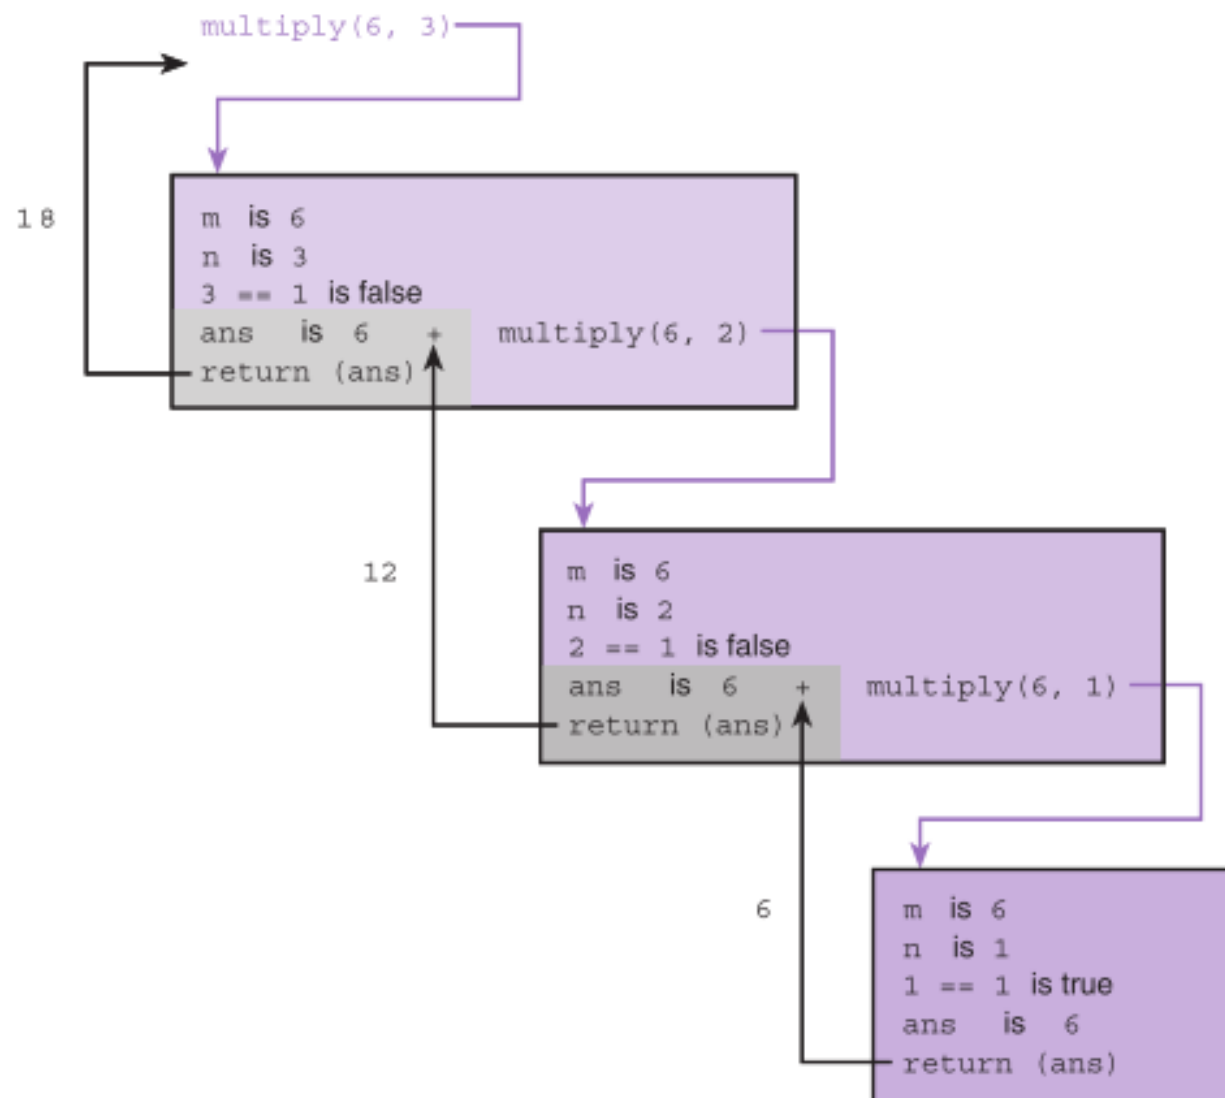 multiply(6, 3)
18
m is 6
n is 3
3 == 1 is false
ans is 6 + multiply(6, 2)
return (ans)
12
m is 6
n is 2
2 == 1 is false
ans is 6 + multiply(6, 1)
return (ans)
6
m is 6
n is 1
1 == 1 is true
ans is 6
return (ans)